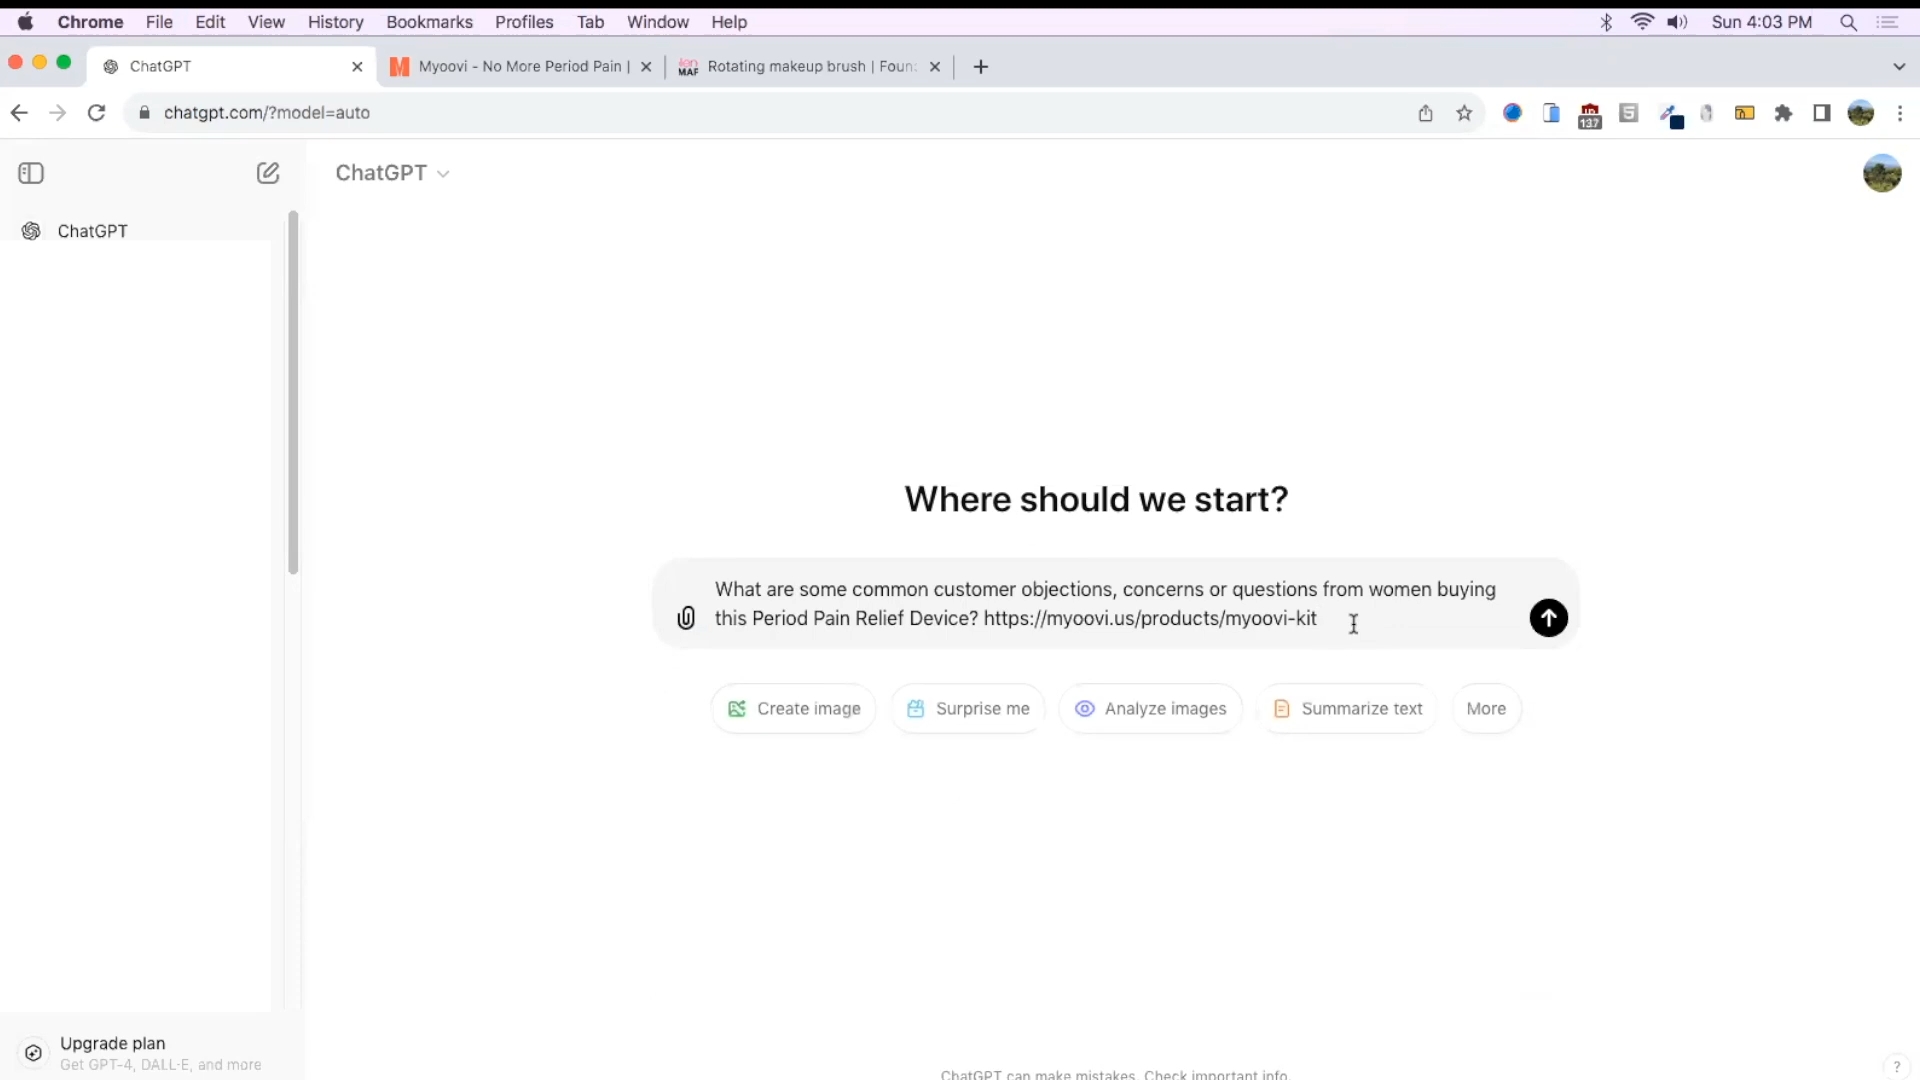 Chrome File Edit View History Bookmarks Profiles Tab Window Help Sun 4:03 PM
ChatGPT Myoovi - No More Period Pain | Rotating makeup brush | Foun
chatgpt.com/?model=auto 137
ChatGPT
ChatGPT
Where should we start?
What are some common customer objections, concerns or questions from women buying
this Period Pain Relief Device? https://myoovi.us/products/myoovi-kit
Create image Surprise me Analyze images Summarize text More
Upgrade plan
Get GPT-4, DALL·E, and more
ChatGPT can make mistakes. Check important info.
?